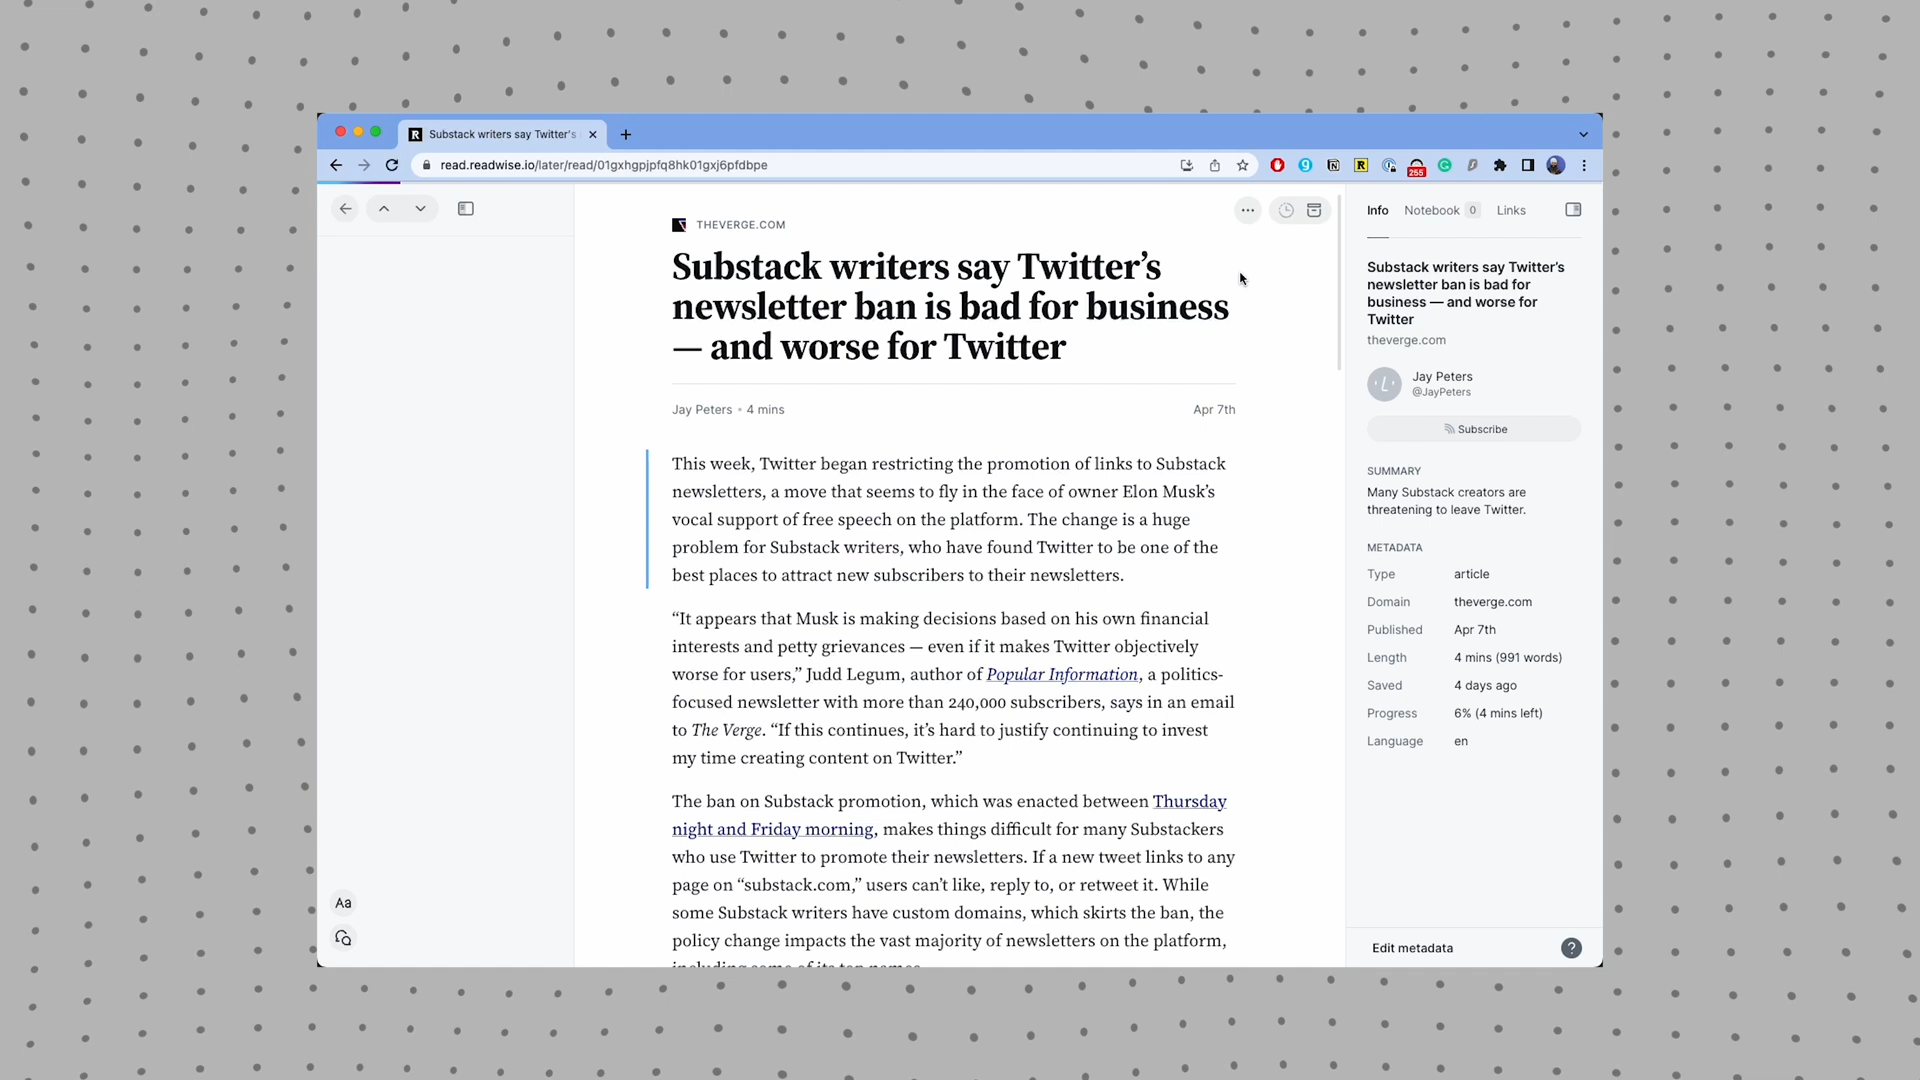 Substack writers say Twitter's
read.readwise.io/later/read/01gxhgpjpfq8hk01gxj6pfdbpe
255
THEVERGE.COM
Substack writers say Twitter’s
newsletter ban is bad for business
— and worse for Twitter
Jay Peters • 4 mins
Apr 7th
This week, Twitter began restricting the promotion of links to Substack
newsletters, a move that seems to fly in the face of owner Elon Musk’s
vocal support of free speech on the platform. The change is a huge
problem for Substack writers, who have found Twitter to be one of the
best places to attract new subscribers to their newsletters.
“It appears that Musk is making decisions based on his own financial
interests and petty grievances — even if it makes Twitter objectively
worse for users,” Judd Legum, author of Popular Information, a politics-
focused newsletter with more than 240,000 subscribers, says in an email
to The Verge. “If this continues, it’s hard to justify continuing to invest
my time creating content on Twitter.”
The ban on Substack promotion, which was enacted between Thursday
night and Friday morning, makes things difficult for many Substackers
who use Twitter to promote their newsletters. If a new tweet links to any
page on “substack.com,” users can’t like, reply to, or retweet it. While
some Substack writers have custom domains, which skirts the ban, the
policy change impacts the vast majority of newsletters on the platform,
including some of its top names.
Aa
Info
Notebook 0
Links
Substack writers say Twitter’s
newsletter ban is bad for
business — and worse for
Twitter
theverge.com
Jay Peters
@JayPeters
Subscribe
SUMMARY
Many Substack creators are
threatening to leave Twitter.
METADATA
Type article
Domain theverge.com
Published Apr 7th
Length 4 mins (991 words)
Saved 4 days ago
Progress 6% (4 mins left)
Language en
Edit metadata
?